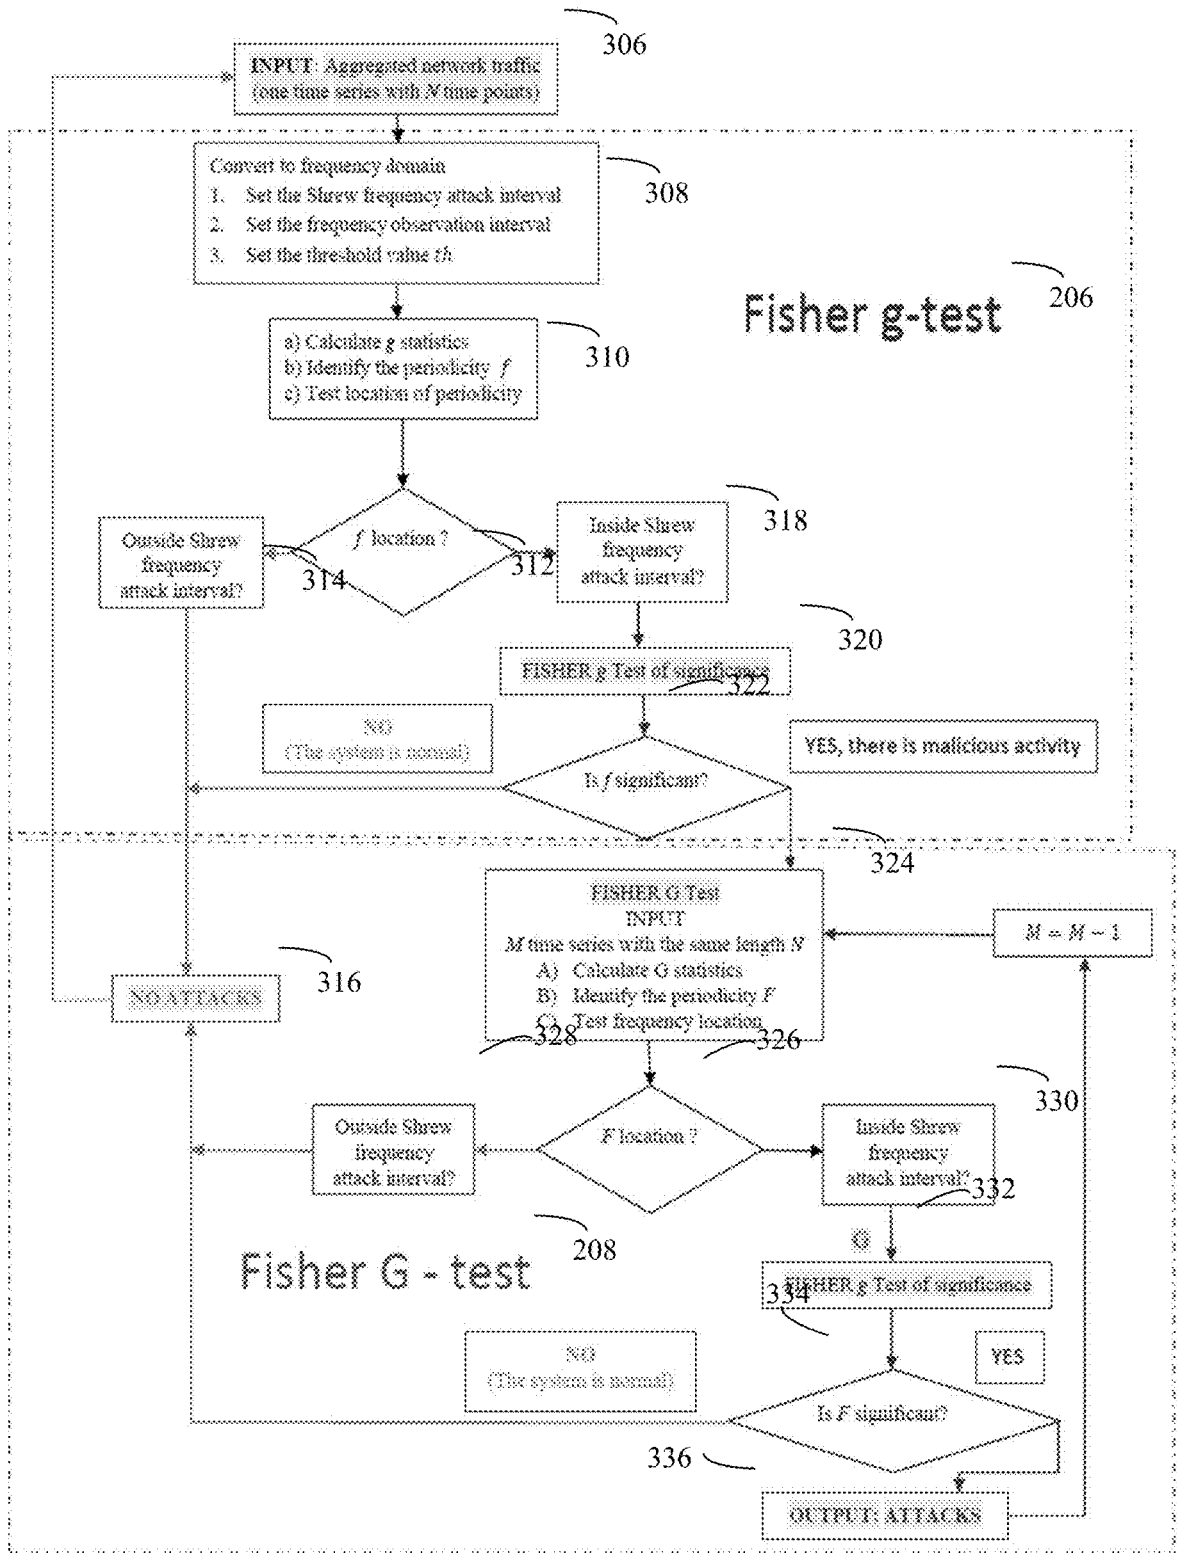 306
INPUT: Aggregated network traffic
(one time series with N time points)
Convert to frequency domain
1. Set the Shrew frequency attack interval
2. Set the frequency observation interval
3. Set the threshold value th
308
206
Fisher g-test
a) Calculate g statistics
b) Identify the periodicity f
c) Test location of periodicity
310
f location ?
312
314
Outside Shrew
frequency
attack interval?
Inside Shrew
frequency
attack interval?
318
320
FISHER g Test of significance
322
NO
(The system is normal)
YES, there is malicious activity
Is f significant?
324
FISHER G Test
INPUT
M time series with the same length N
A) Calculate G statistics
B) Identify the periodicity F
C) Test frequency location
M = M - 1
NO ATTACKS
316
328
326
330
Outside Shrew
frequency
attack interval?
F location ?
Inside Shrew
frequency
attack interval?
332
208
Fisher G - test
G
FISHER g Test of significance
334
NO
(The system is normal)
YES
Is F significant?
336
OUTPUT: ATTACKS